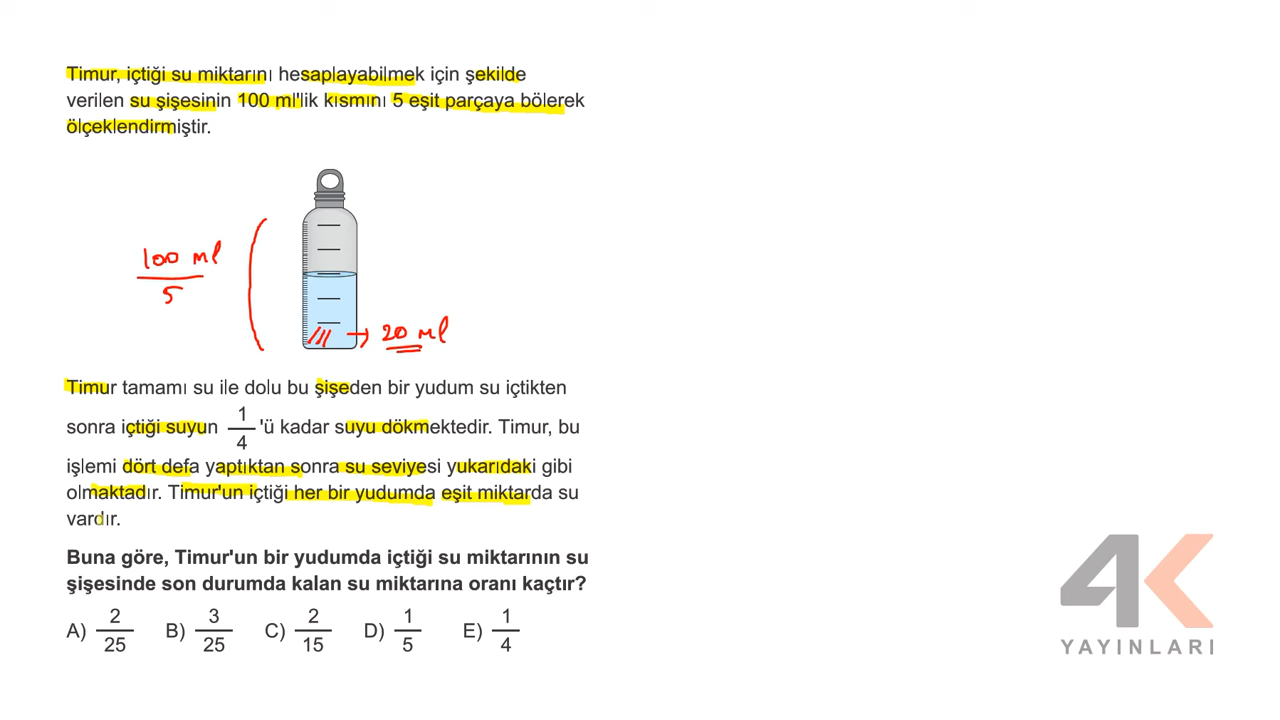 Timur, içtiği su miktarını hesaplayabilmek için şekilde
verilen su şişesinin 100 ml'lik kısmını 5 eşit parçaya bölerek
ölçeklendirmiştir.
100 ml
5
20 ml
Timur tamamı su ile dolu bu şişeden bir yudum su içtikten
sonra içtiği suyun 1/4 'ü kadar suyu dökmektedir. Timur, bu
işlemi dört defa yaptıktan sonra su seviyesi yukarıdaki gibi
olmaktadır. Timur'un içtiği her bir yudumda eşit miktarda su
vardır.
Buna göre, Timur'un bir yudumda içtiği su miktarının su
şişesinde son durumda kalan su miktarına oranı kaçtır?
A) 2/25 B) 3/25 C) 2/15 D) 1/5 E) 1/4
4K
YAYINLARI